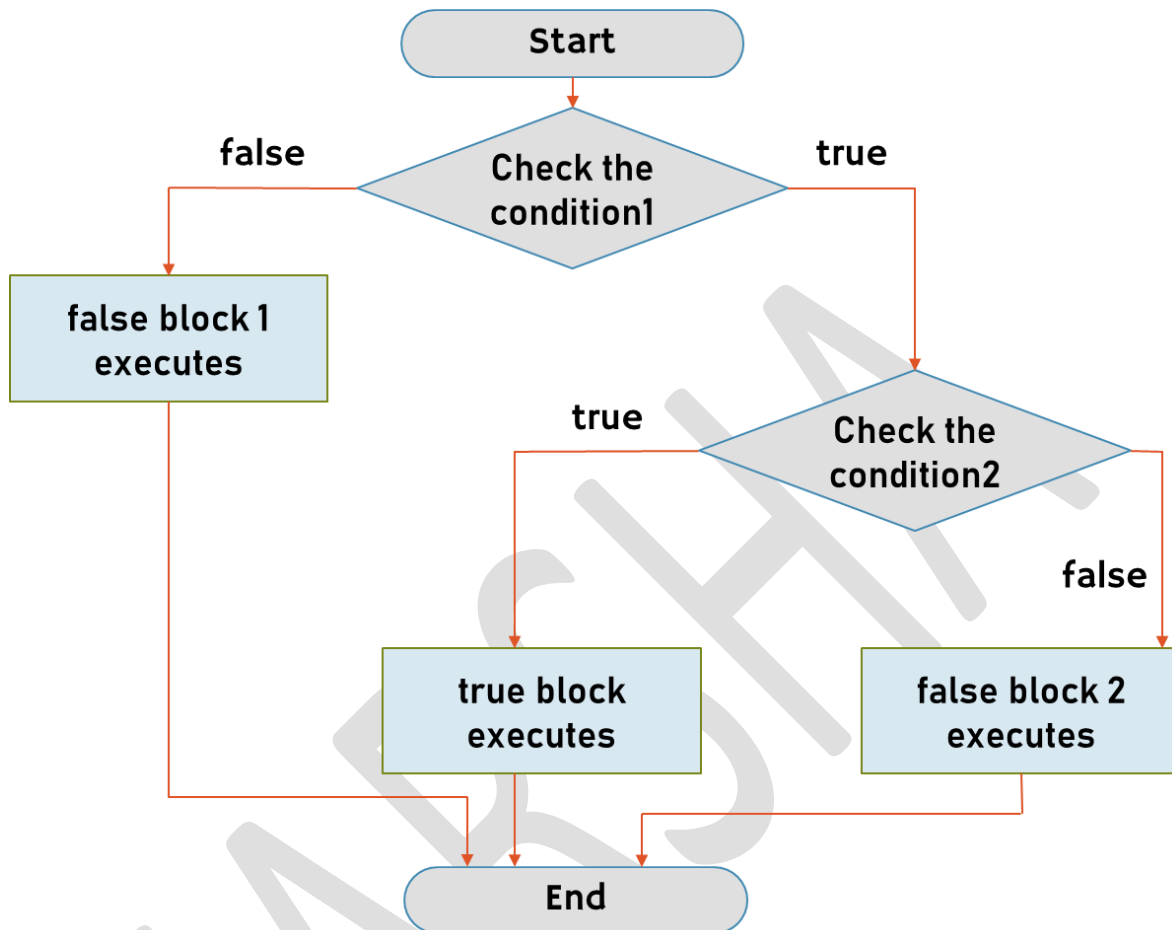 Start
false
true
Check the
condition1
false block 1
executes
true
Check the
condition2
false
true block
executes
false block 2
executes
End